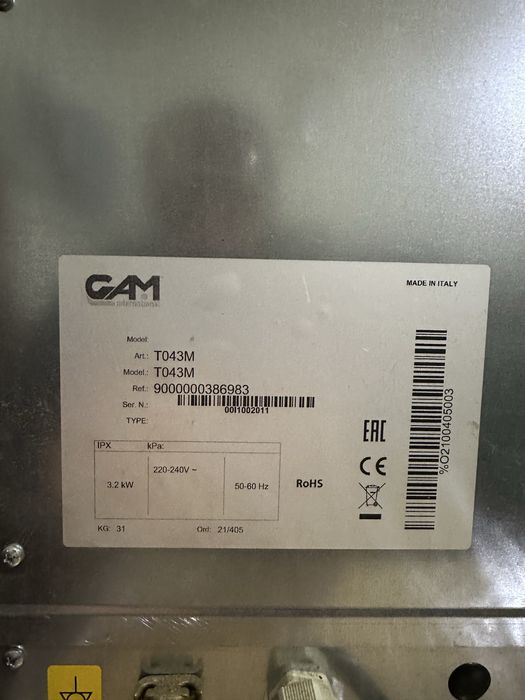 GAM
international
MADE IN ITALY
Model:
Art.: T043M
Model.: T043M
Ref.: 9000000386983
Ser. N.:
00I1002011
TYPE:
IPX kPa:
3.2 kW 220-240V ~ 50-60 Hz
KG: 31 Ord: 21/405
RoHS
EAC
CE
%O2100405003